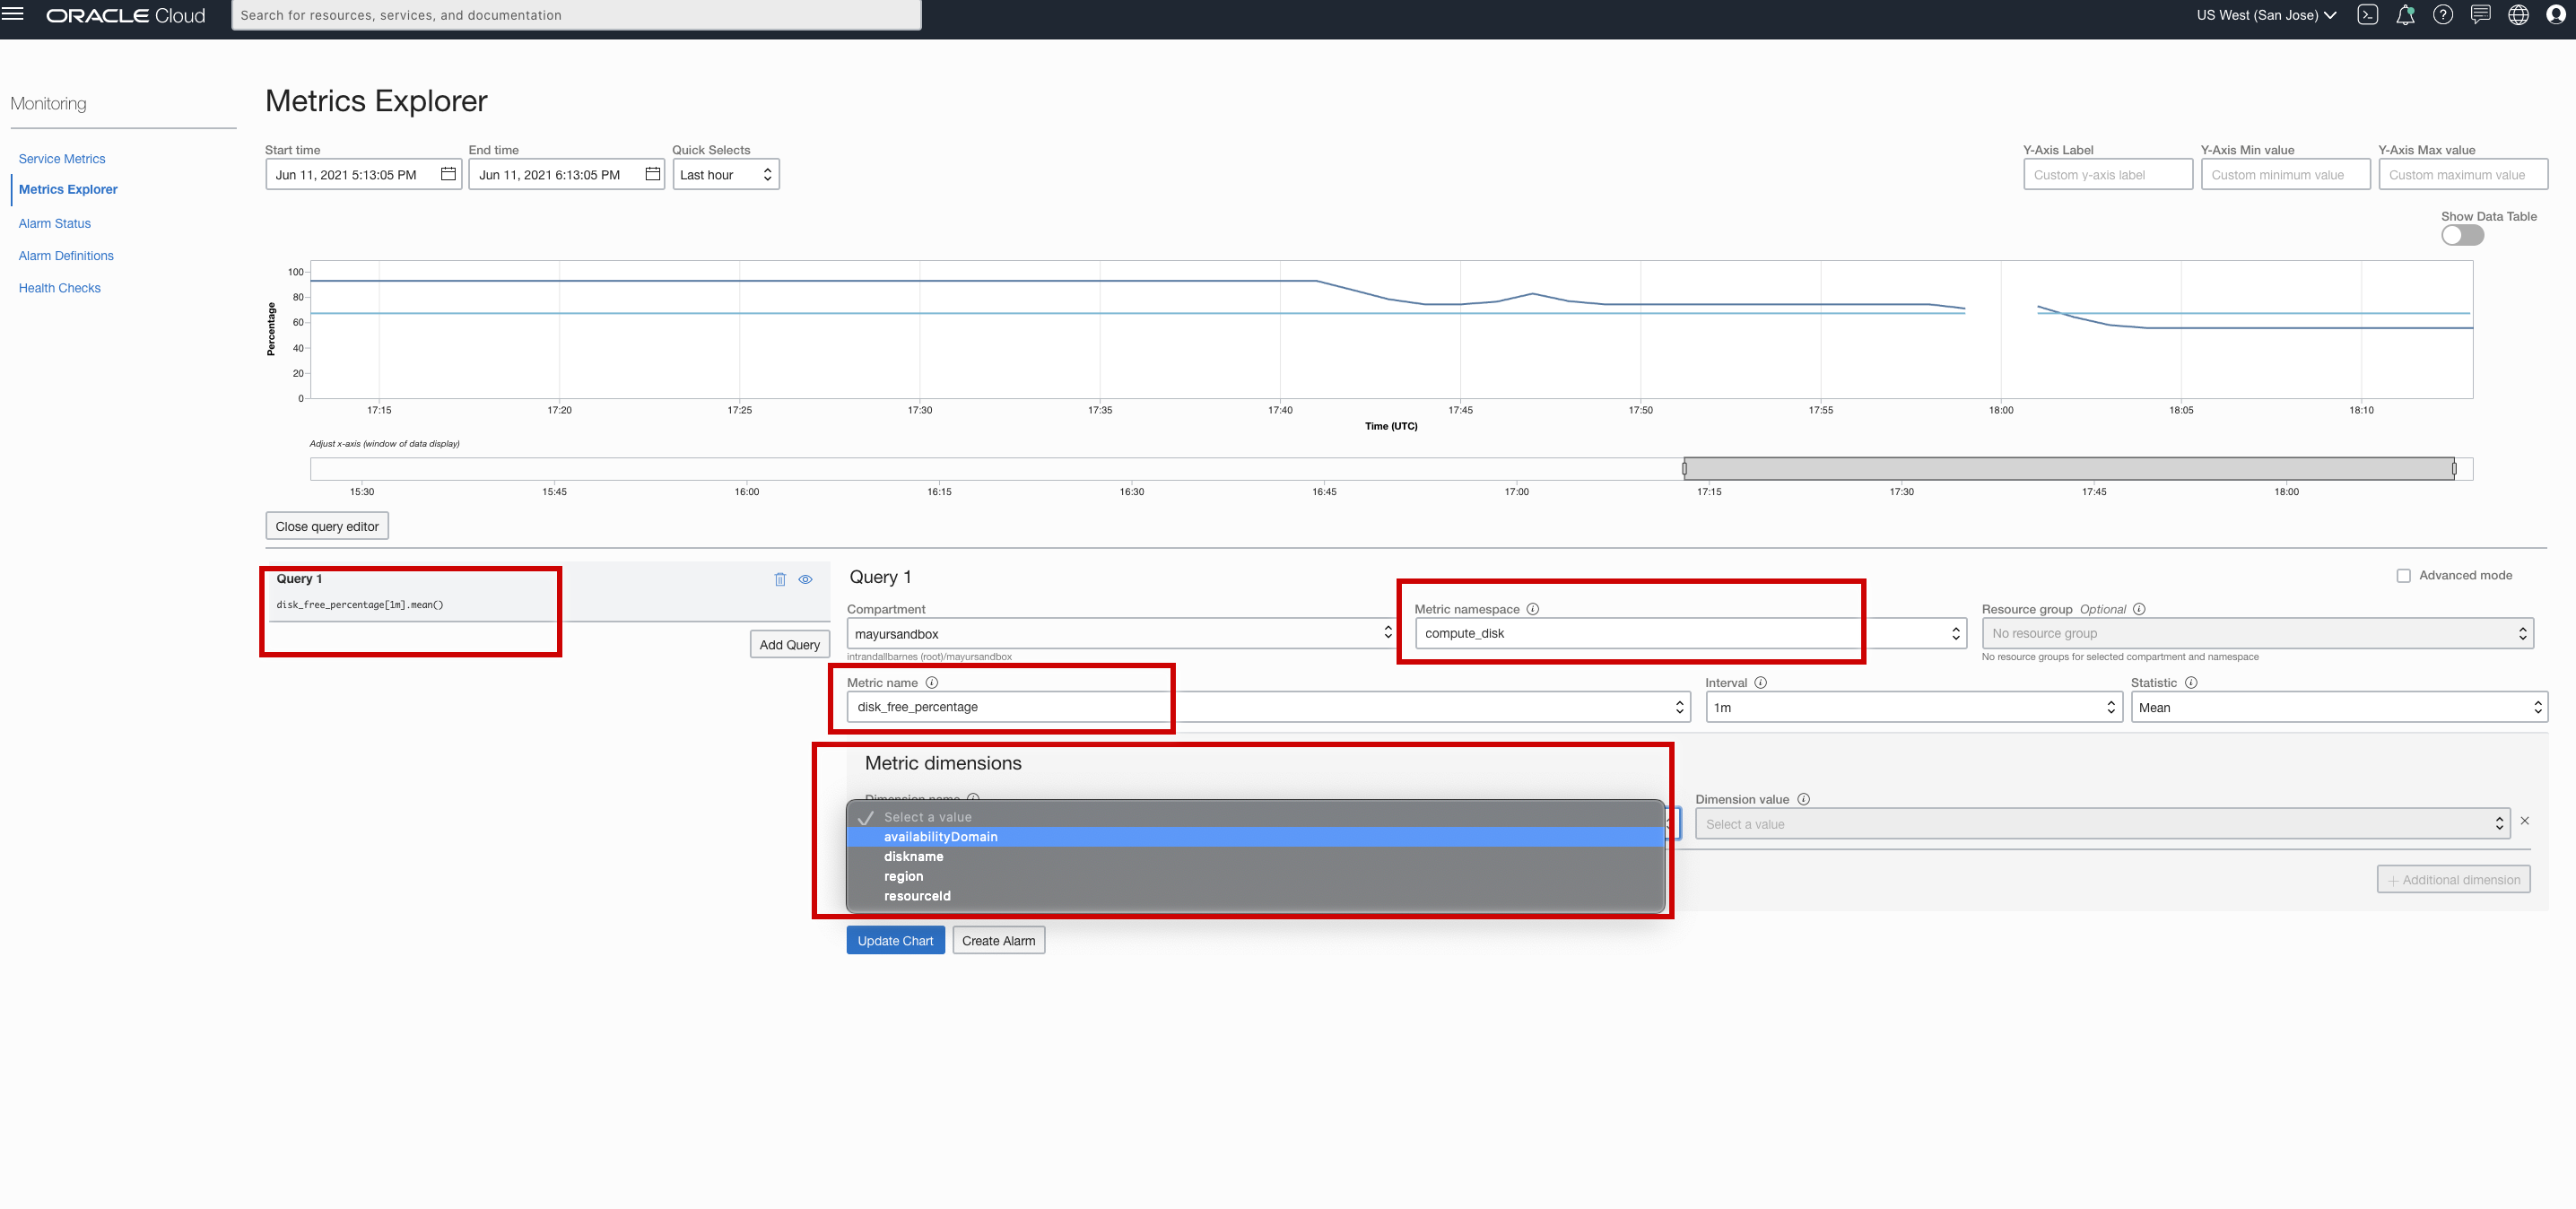 ORACLE Cloud
Search for resources, services, and documentation
US West (San Jose)
Monitoring
Service Metrics
Metrics Explorer
Alarm Status
Alarm Definitions
Health Checks
Metrics Explorer
Start time
End time
Quick Selects
Y-Axis Label
Y-Axis Min value
Y-Axis Max value
Jun 11, 2021 5:13:05 PM
Jun 11, 2021 6:13:05 PM
Last hour
Custom y-axis label
Custom minimum value
Custom maximum value
Show Data Table
Percentage
100
80
60
40
20
0
17:15 17:20 17:25 17:30 17:35 17:40 17:45 17:50 17:55 18:00 18:05 18:10
Time (UTC)
Adjust x-axis (window of data display)
15:30 15:45 16:00 16:15 16:30 16:45 17:00 17:15 17:30 17:45 18:00
Close query editor
Query 1
disk_free_percentage[1m].mean()
Add Query
Query 1
Advanced mode
Compartment
Metric namespace
Resource group Optional
mayursandbox
compute_disk
No resource group
intrandallbarnes (root)/mayursandbox
No resource groups for selected compartment and namespace
Metric name
Interval
Statistic
disk_free_percentage
1m
Mean
Metric dimensions
Dimension name
Dimension value
Select a value
availabilityDomain
diskname
region
resourceId
Select a value
+ Additional dimension
Update Chart
Create Alarm